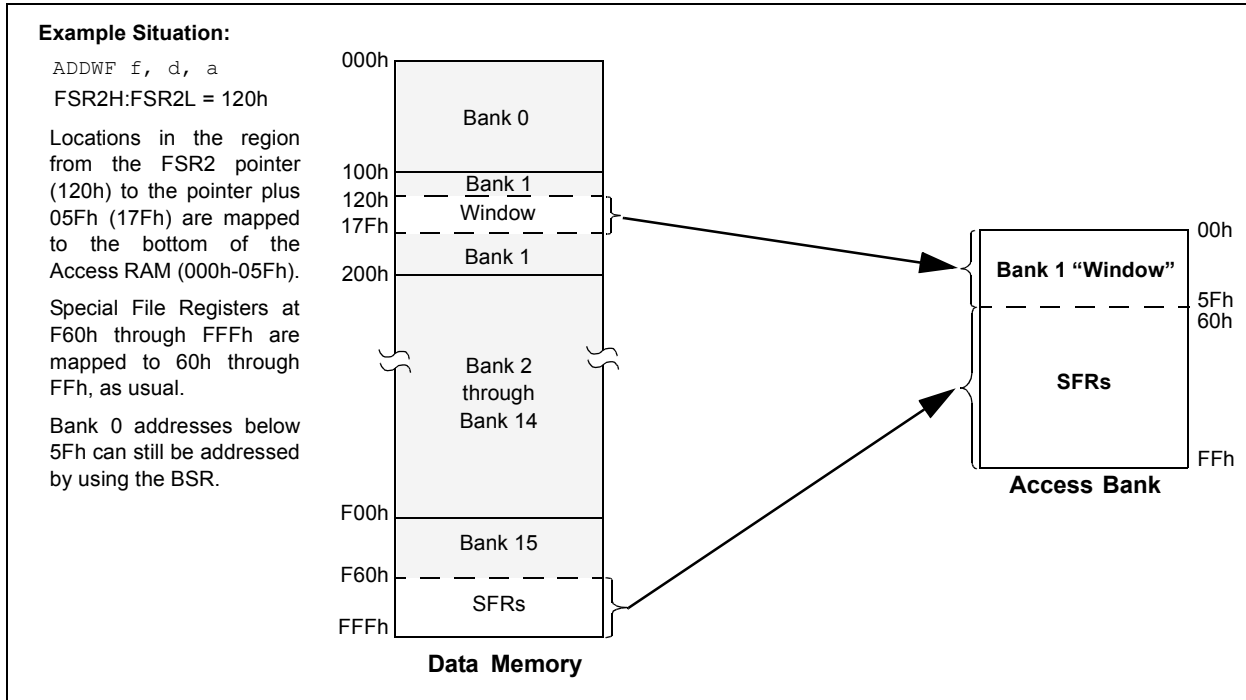 Example Situation:
ADDWF f, d, a
FSR2H:FSR2L = 120h
Locations in the region
from the FSR2 pointer
(120h) to the pointer plus
05Fh (17Fh) are mapped
to the bottom of the
Access RAM (000h-05Fh).
Special File Registers at
F60h through FFFh are
mapped to 60h through
FFh, as usual.
Bank 0 addresses below
5Fh can still be addressed
by using the BSR.
000h
Bank 0
100h
Bank 1
120h
Window
17Fh
Bank 1
200h
Bank 2
through
Bank 14
F00h
Bank 15
F60h
SFRs
FFFh
Data Memory
00h
Bank 1 “Window”
5Fh
60h
SFRs
FFh
Access Bank